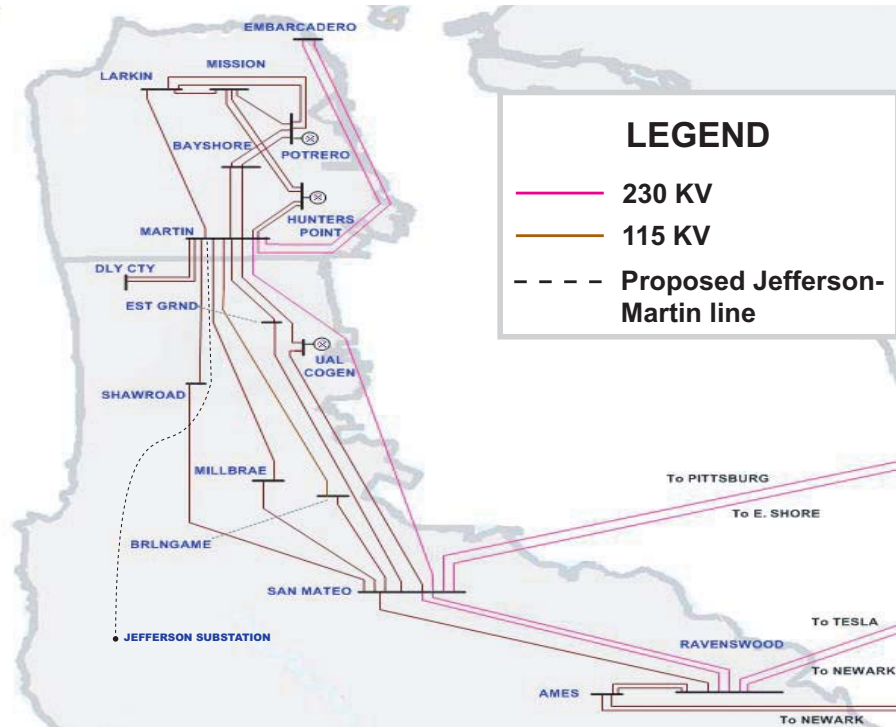 EMBARCADERO
MISSION
LARKIN
BAYSHORE
POTRERO
HUNTERS
POINT
MARTIN
DLY CTY
EST GRND
UAL
COGEN
SHAWROAD
MILLBRAE
BRLNGAME
SAN MATEO
JEFFERSON SUBSTATION
RAVENSWOOD
AMES
To PITTSBURG
To E. SHORE
To TESLA
To NEWARK
To NEWARK
LEGEND
230 KV
115 KV
Proposed Jefferson-
Martin line